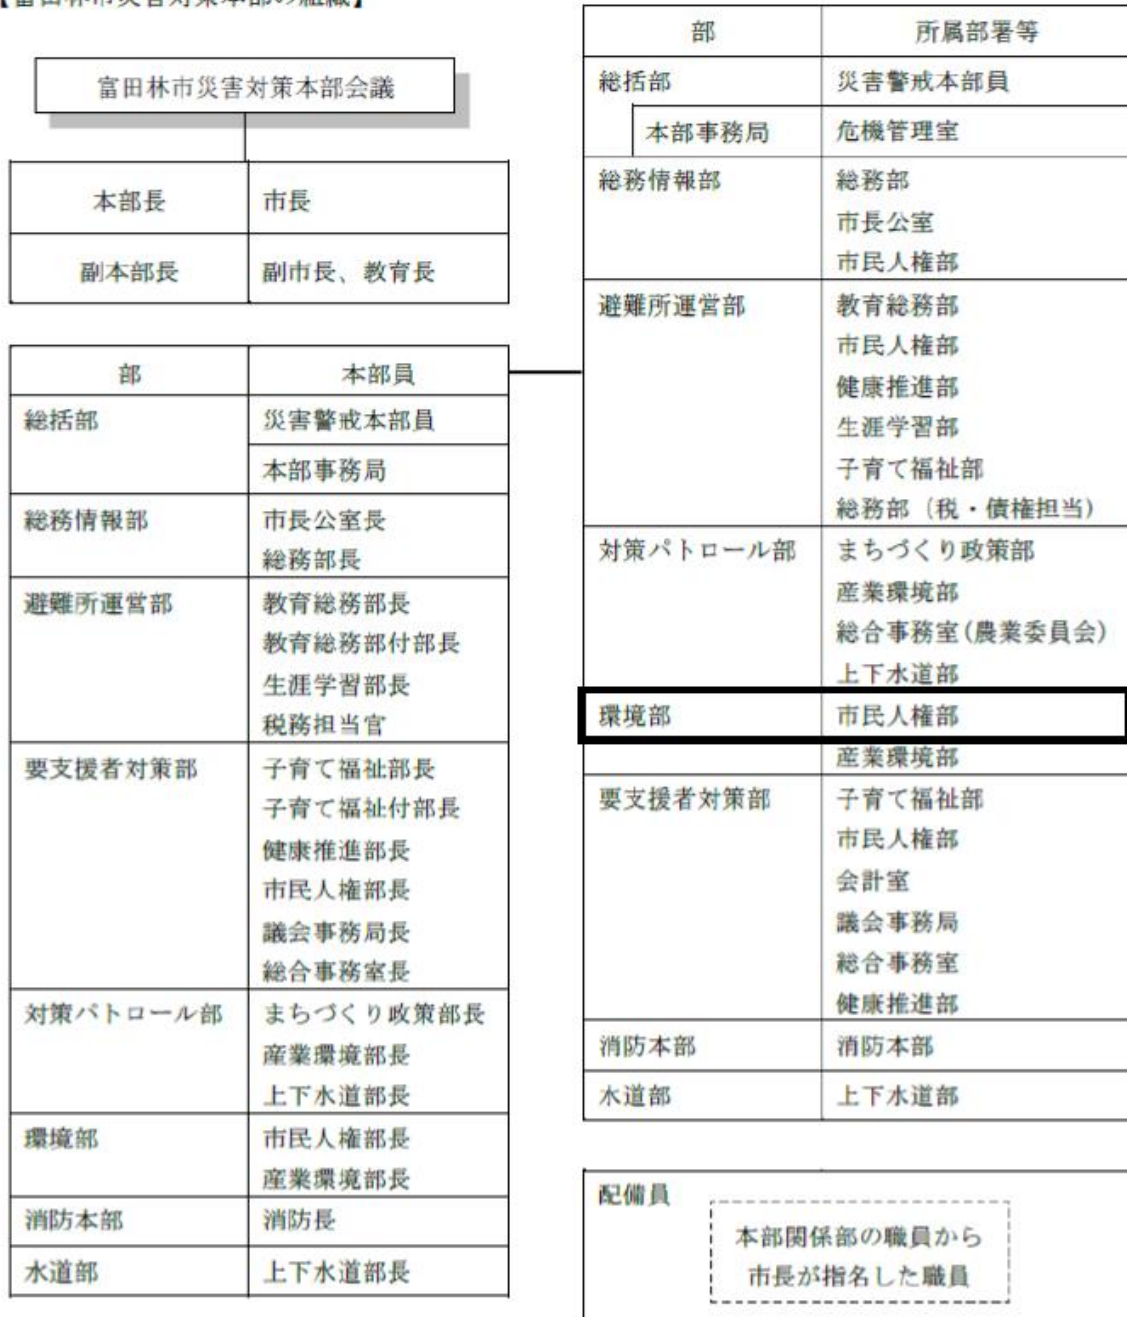 【富田林市災害対策本部の組織】
富田林市災害対策本部会議
本部長 市長
副本部長 副市長、教育長
部 本部員
総括部 災害警戒本部員
本部事務局
総務情報部 市長公室長
総務部長
避難所運営部 教育総務部長
教育総務部付部長
生涯学習部長
税務担当官
要支援者対策部 子育て福祉部長
子育て福祉付部長
健康推進部長
市民人権部長
議会事務局長
総合事務室長
対策パトロール部 まちづくり政策部長
産業環境部長
上下水道部長
環境部 市民人権部長
産業環境部長
消防本部 消防長
水道部 上下水道部長
部 所属部署等
総括部 災害警戒本部員
本部事務局 危機管理室
総務情報部 総務部
市長公室
市民人権部
避難所運営部 教育総務部
市民人権部
健康推進部
生涯学習部
子育て福祉部
総務部（税・債権担当）
対策パトロール部 まちづくり政策部
産業環境部
総合事務室(農業委員会)
上下水道部
環境部 市民人権部
産業環境部
要支援者対策部 子育て福祉部
市民人権部
会計室
議会事務局
総合事務室
健康推進部
消防本部 消防本部
水道部 上下水道部
配備員
本部関係部の職員から
市長が指名した職員